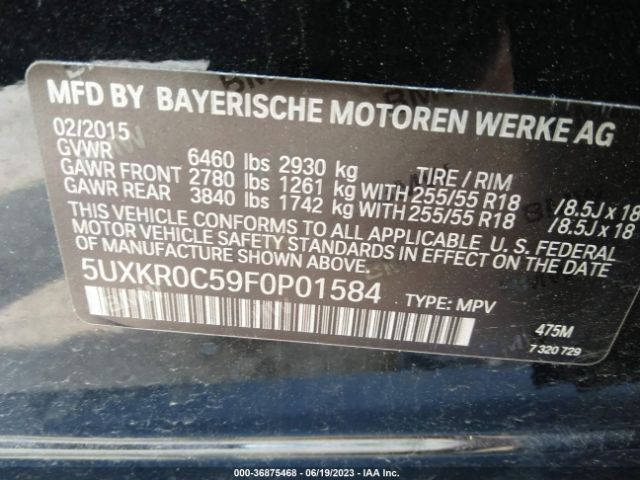 MFD BY BAYERISCHE MOTOREN WERKE AG
02/2015
GVWR 6460 lbs 2930 kg TIRE / RIM
GAWR FRONT 2780 lbs 1261 kg WITH 255/55 R18 /8.5J x 18
GAWR REAR 3840 lbs 1742 kg WITH 255/55 R18 /8.5J x 18
THIS VEHICLE CONFORMS TO ALL APPLICABLE U. S. FEDERAL
MOTOR VEHICLE SAFETY STANDARDS IN EFFECT ON THE DATE
OF MANUFACTURE SHOWN ABOVE.
5UXKR0C59F0P01584 TYPE: MPV
475M
7 320 729
000-36875468 - 06/19/2023 - IAA Inc.